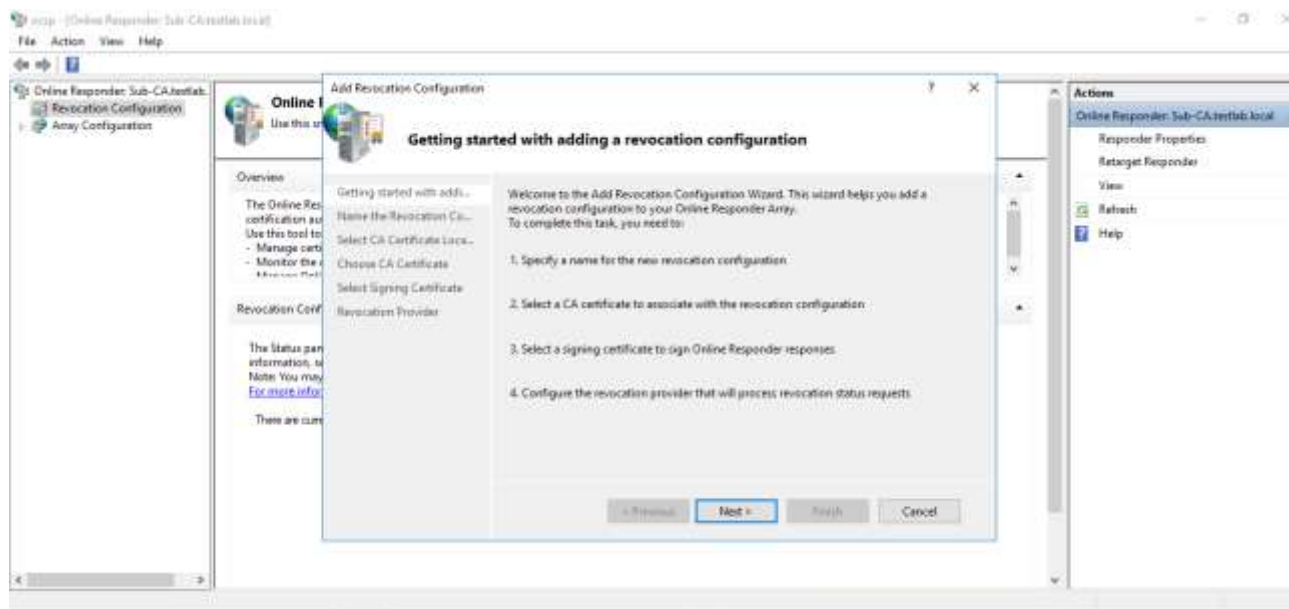 ocsp - [Online Responder: Sub-CA.testlab.local]
File Action View Help
Online Responder: Sub-CA.testlab.
Revocation Configuration
Array Configuration
Online
Use this
Overview
The Online Res
certification au
Use this tool to
- Manage certi
- Monitor the
Revocation Conf
The Status pan
information, u
Note: You may
For more infor
There are curre
Add Revocation Configuration
Getting started with adding a revocation configuration
Getting started with addi...
Name the Revocation Co...
Select CA Certificate Loca...
Choose CA Certificate
Select Signing Certificate
Revocation Provider
Welcome to the Add Revocation Configuration Wizard. This wizard helps you add a
revocation configuration to your Online Responder Array.
To complete this task, you need to:
1. Specify a name for the new revocation configuration
2. Select a CA certificate to associate with the revocation configuration
3. Select a signing certificate to sign Online Responder responses
4. Configure the revocation provider that will process revocation status requests
< Previous Next > Finish Cancel
Actions
Online Responder: Sub-CA.testlab.local
Responder Properties
Retarget Responder
View
Refresh
Help